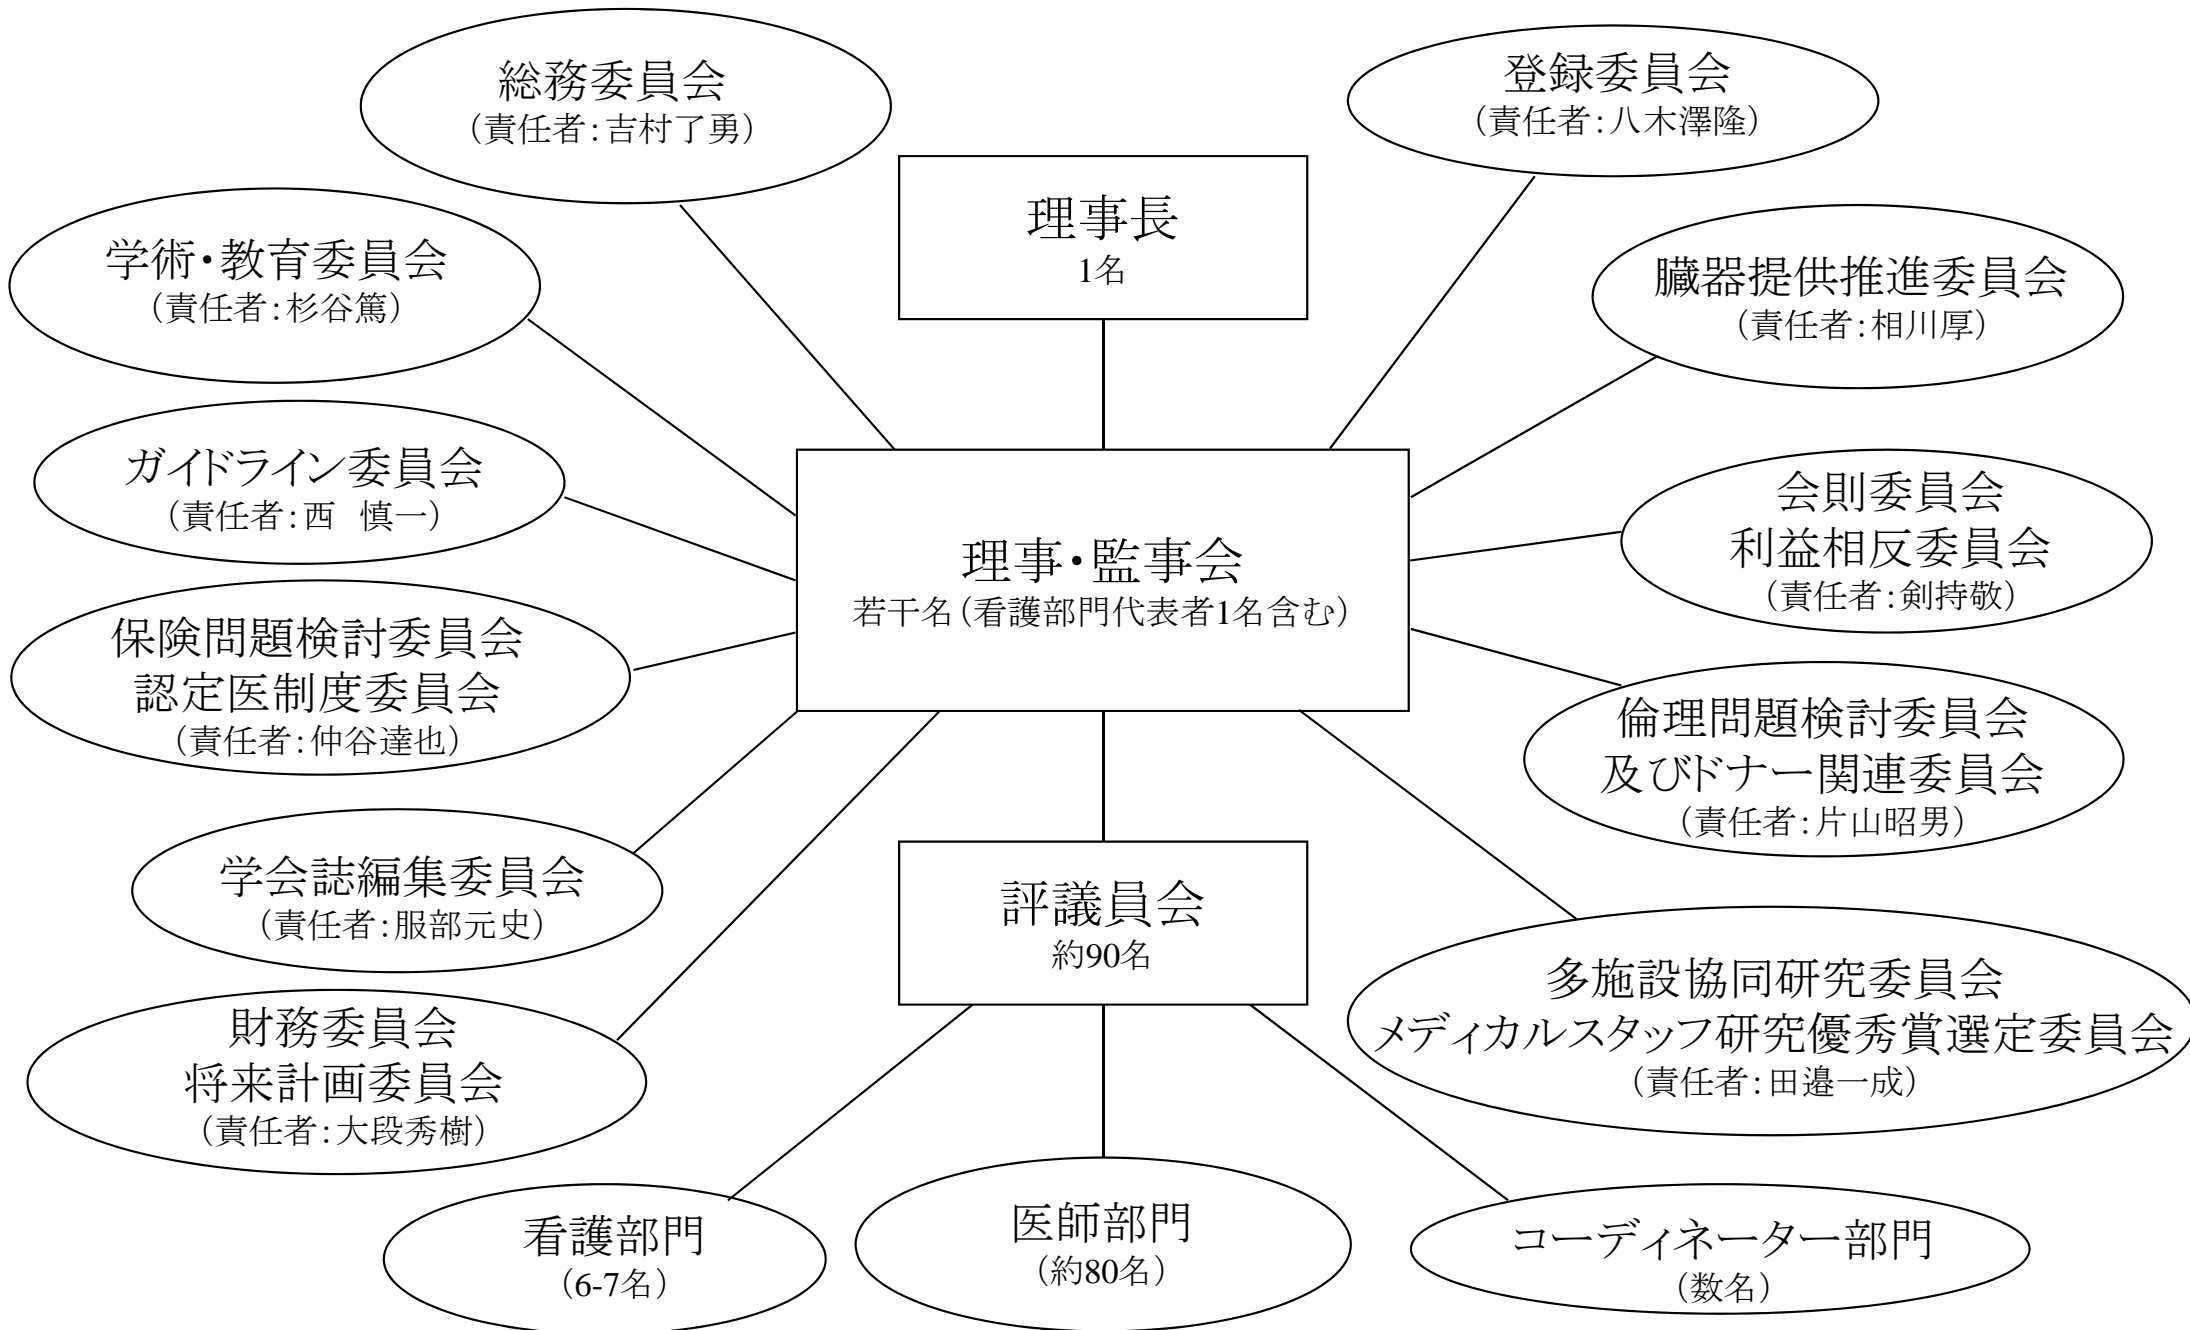 総務委員会
（責任者：吉村了勇）
登録委員会
（責任者：八木澤隆）
理事長
1名
学術・教育委員会
（責任者：杉谷篤）
臓器提供推進委員会
（責任者：相川厚）
ガイドライン委員会
（責任者：西　慎一）
会則委員会
利益相反委員会
（責任者：剣持敬）
理事・監事会
若干名（看護部門代表者1名含む）
保険問題検討委員会
認定医制度委員会
（責任者：仲谷達也）
倫理問題検討委員会
及びドナー関連委員会
（責任者：片山昭男）
学会誌編集委員会
（責任者：服部元史）
評議員会
約90名
多施設協同研究委員会
メディカルスタッフ研究優秀賞選定委員会
（責任者：田邉一成）
財務委員会
将来計画委員会
（責任者：大段秀樹）
看護部門
（6-7名）
医師部門
（約80名）
コーディネーター部門
（数名）